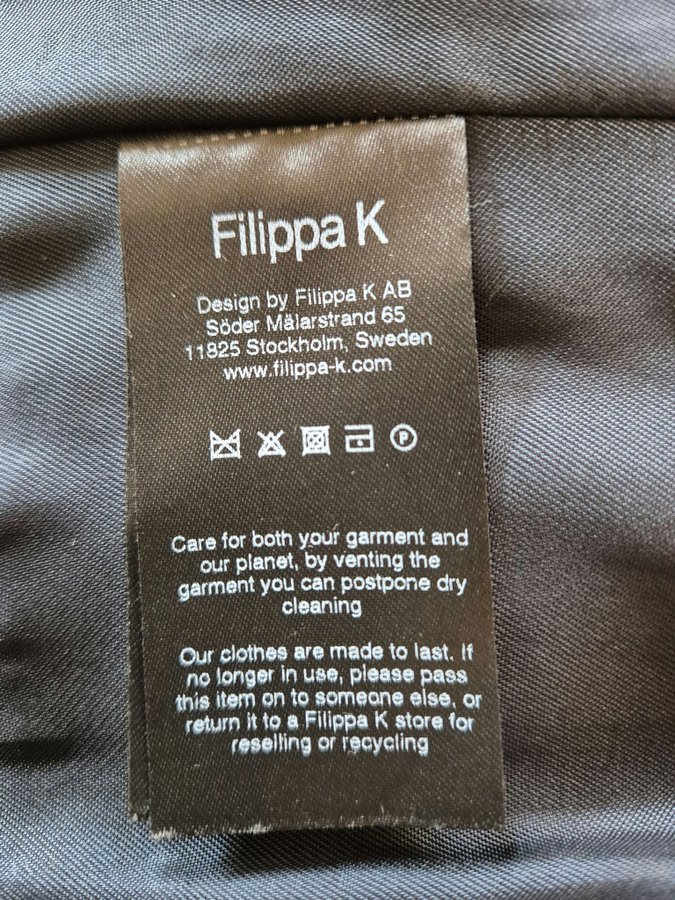 Filippa K
Design by Filippa K AB
Söder Mälarstrand 65
11825 Stockholm, Sweden
www.filippa-k.com
P
Care for both your garment and
our planet, by venting the
garment you can postpone dry
cleaning
Our clothes are made to last. If
no longer in use, please pass
this item on to someone else, or
return it to a Filippa K store for
reselling or recycling